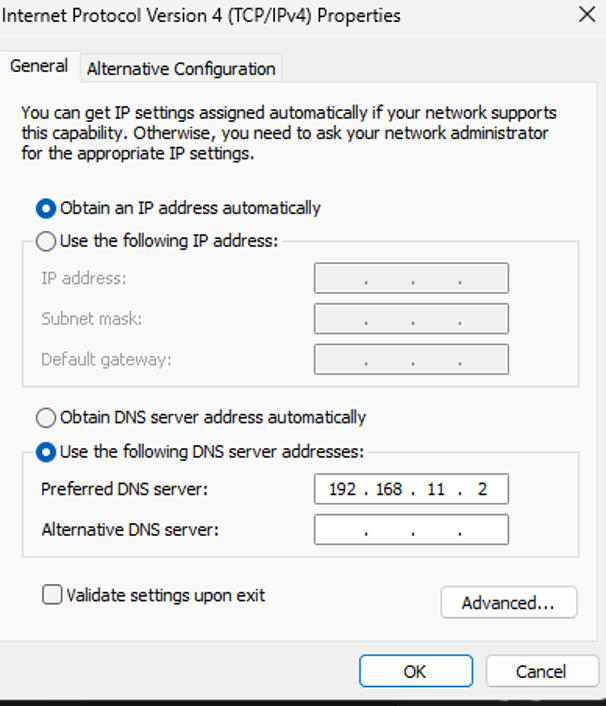 Internet Protocol Version 4 (TCP/IPv4) Properties
General
Alternative Configuration
You can get IP settings assigned automatically if your network supports
this capability. Otherwise, you need to ask your network administrator
for the appropriate IP settings.
Obtain an IP address automatically
Use the following IP address:
IP address:
. . .
Subnet mask:
. . .
Default gateway:
. . .
Obtain DNS server address automatically
Use the following DNS server addresses:
Preferred DNS server:
192 . 168 . 11 . 2
Alternative DNS server:
. . .
Validate settings upon exit
Advanced...
OK
Cancel